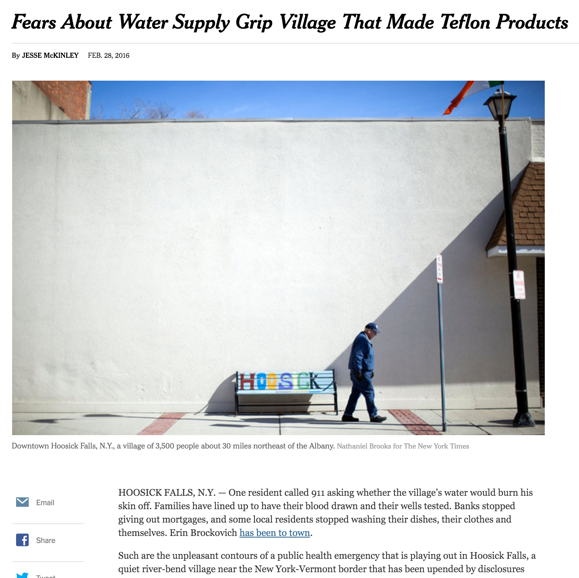 Fears About Water Supply Grip Village That Made Teflon Products
By JESSE McKINLEY FEB. 28, 2016
HOOSICK
Downtown Hoosick Falls, N.Y., a village of 3,500 people about 30 miles northeast of the Albany. Nathaniel Brooks for The New York Times
Email
Share
Tweet
HOOSICK FALLS, N.Y. — One resident called 911 asking whether the village's water would burn his
skin off. Families have lined up to have their blood drawn and their wells tested. Banks stopped
giving out mortgages, and some local residents stopped washing their dishes, their clothes and
themselves. Erin Brockovich has been to town.
Such are the unpleasant contours of a public health emergency that is playing out in Hoosick Falls, a
quiet river-bend village near the New York-Vermont border that has been upended by disclosures